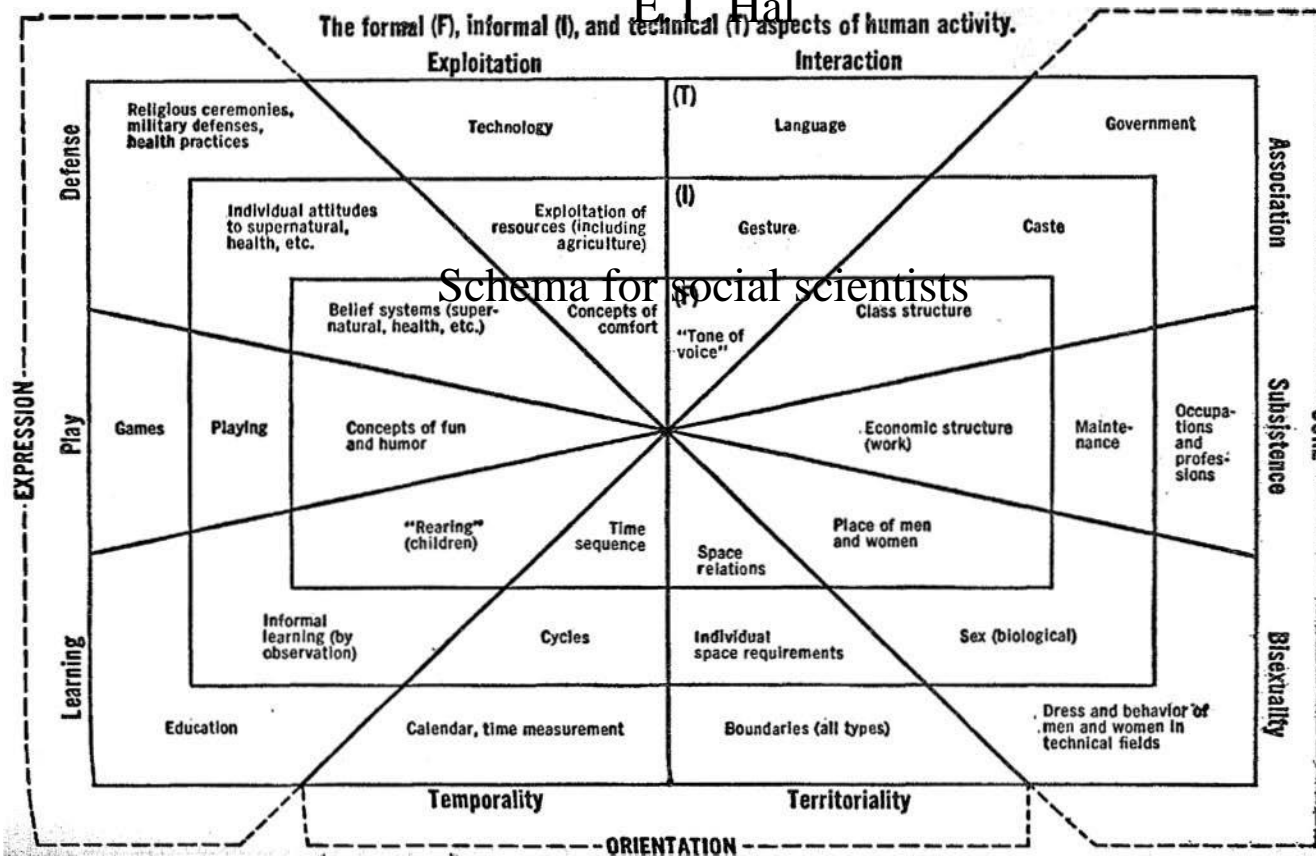 E.T. Hal
The formal (F), informal (I), and technical (T) aspects of human activity.
Exploitation
Interaction
Defense
Religious ceremonies,
military defenses,
health practices
Technology
(T)
Language
Government
Association
Individual attitudes
to supernatural,
health, etc.
Exploitation of
resources (including
agriculture)
(I)
Gesture
Caste
Schema for social scientists
Belief systems (super-
natural, health, etc.)
Concepts of
comfort
(F)
"Tone of
voice"
Class structure
EXPRESSION
Play
Games
Playing
Concepts of fun
and humor
Economic structure
(work)
Mainte-
nance
Occupa-
tions
and
profes-
sions
Subsistence
"Rearing"
(children)
Time
sequence
Space
relations
Place of men
and women
Learning
Informal
learning (by
observation)
Cycles
Individual
space requirements
Sex (biological)
Bisexuality
Education
Calendar, time measurement
Boundaries (all types)
Dress and behavior of
men and women in
technical fields
Temporality
Territoriality
ORIENTATION